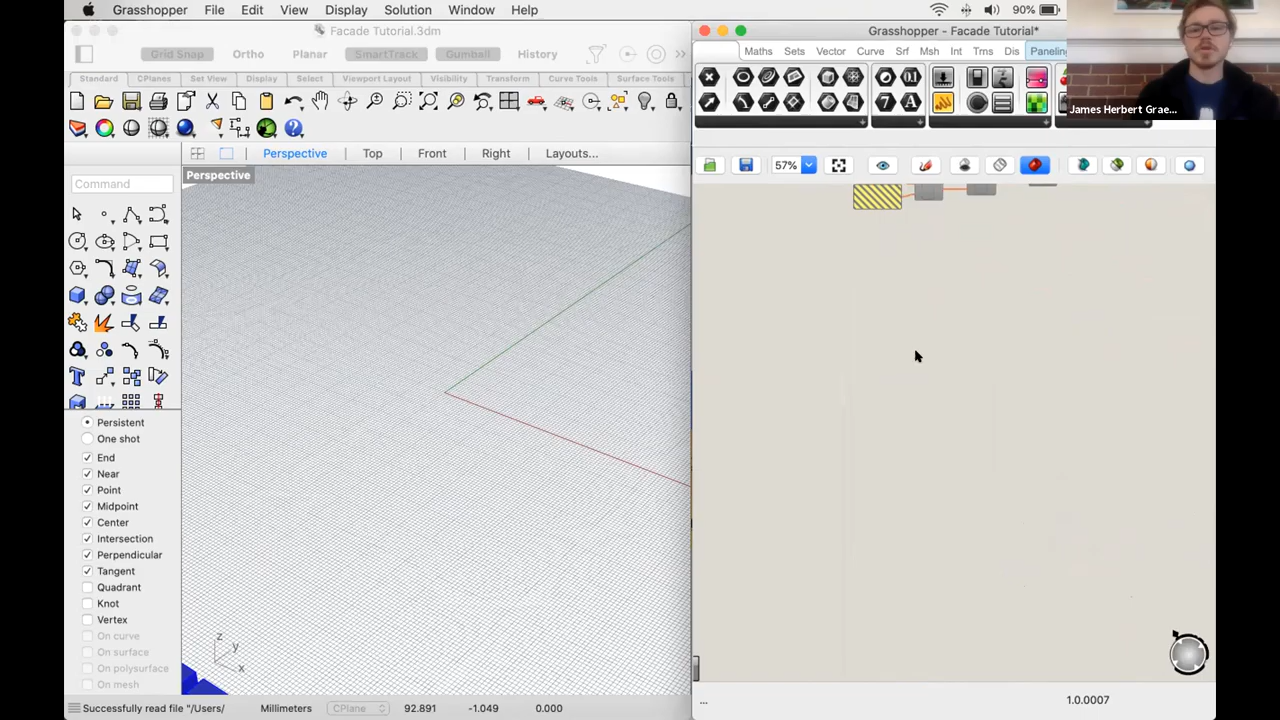 Grasshopper File Edit View Display Solution Window Help 90%
Facade Tutorial.3dm
Grasshopper - Facade Tutorial*
James Herbert Grae...
Grid Snap Ortho Planar SmartTrack Gumball History
Maths Sets Vector Curve Srf Msh Int Trns Dis Paneling
Standard CPlanes Set View Display Select Viewport Layout Visibility Transform Curve Tools Surface Tools
Perspective Top Front Right Layouts...
57%
Perspective
Command
Persistent
One shot
End
Near
Point
Midpoint
Center
Intersection
Perpendicular
Tangent
Quadrant
Knot
Vertex
On curve
On surface
On polysurface
On mesh
z
y
x
Successfully read file "/Users/ Millimeters CPlane 92.891 -1.049 0.000
... 1.0.0007